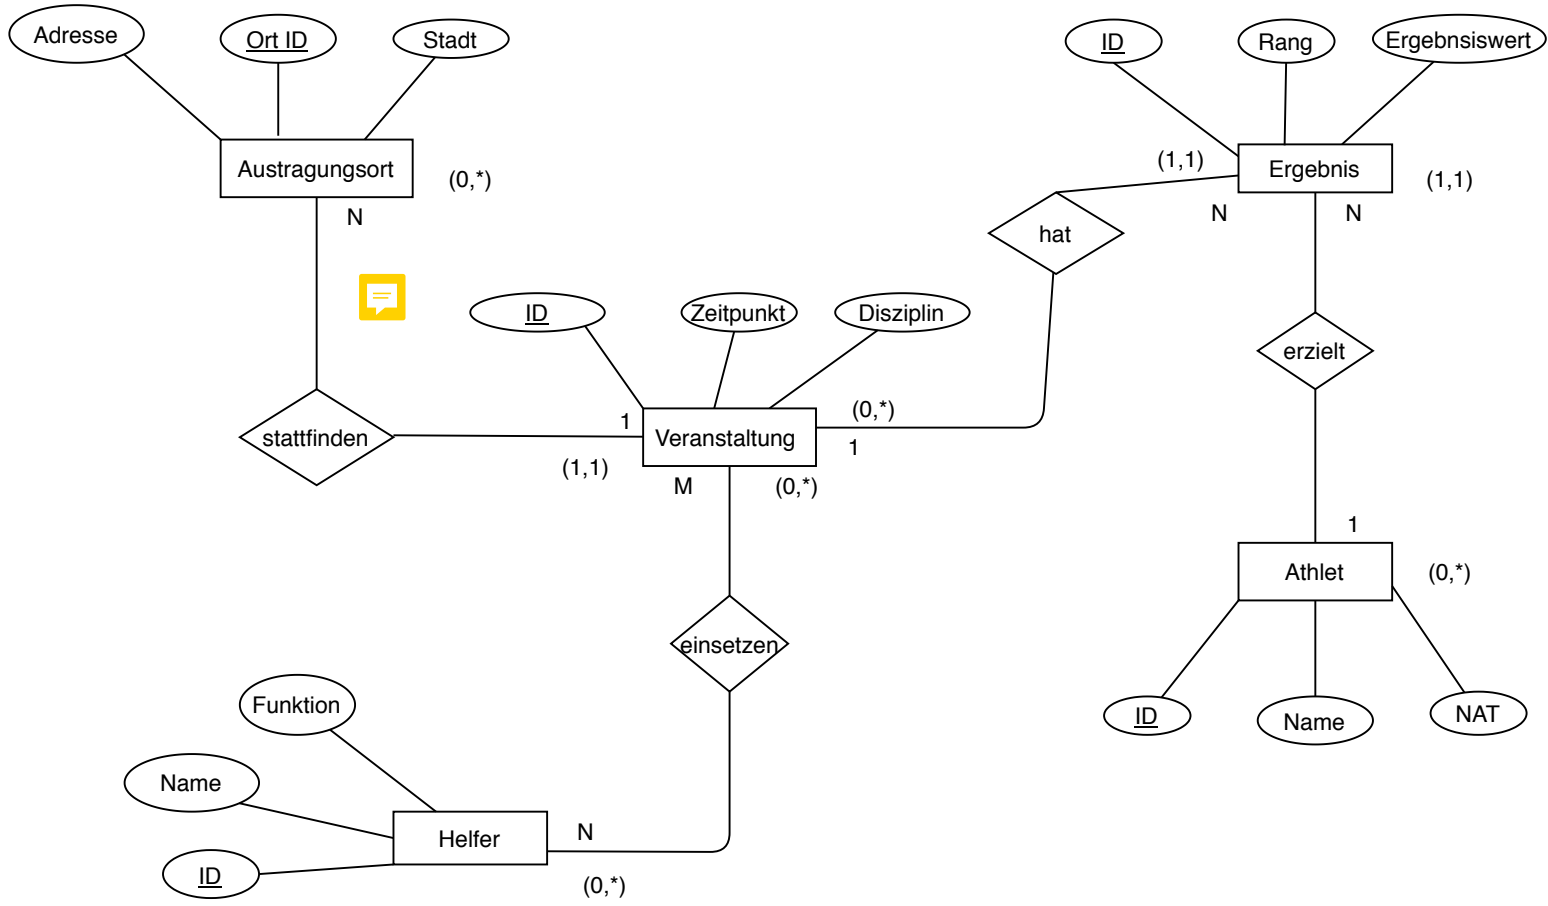 Adresse
Ort ID
Stadt
ID
Rang
Ergebnsiswert
Austragungsort
(0,*)
N
(1,1)
Ergebnis
(1,1)
N
N
hat
ID
Zeitpunkt
Disziplin
erzielt
stattfinden
1
(1,1)
Veranstaltung
(0,*)
1
M
(0,*)
1
Athlet
(0,*)
einsetzen
ID
Name
NAT
Funktion
Name
Helfer
N
(0,*)
ID